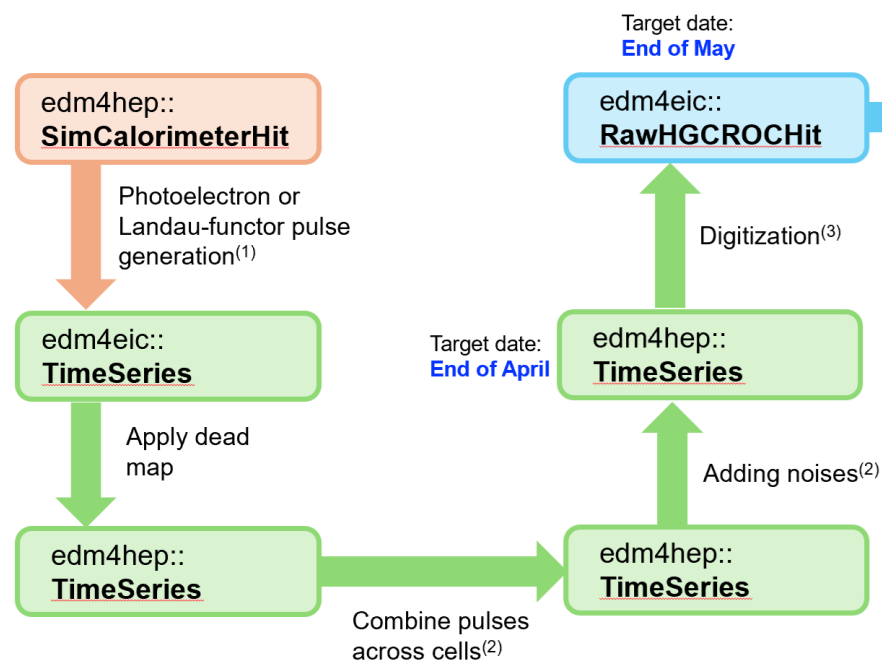 Target date:
End of May
edm4hep::
SimCalorimeterHit
edm4eic::
RawHGCROCHit
Photoelectron or
Landau-functor pulse
generation(1)
Digitization(3)
edm4eic::
TimeSeries
Target date:
End of April
edm4hep::
TimeSeries
Apply dead
map
Adding noises(2)
edm4hep::
TimeSeries
edm4hep::
TimeSeries
Combine pulses
across cells(2)